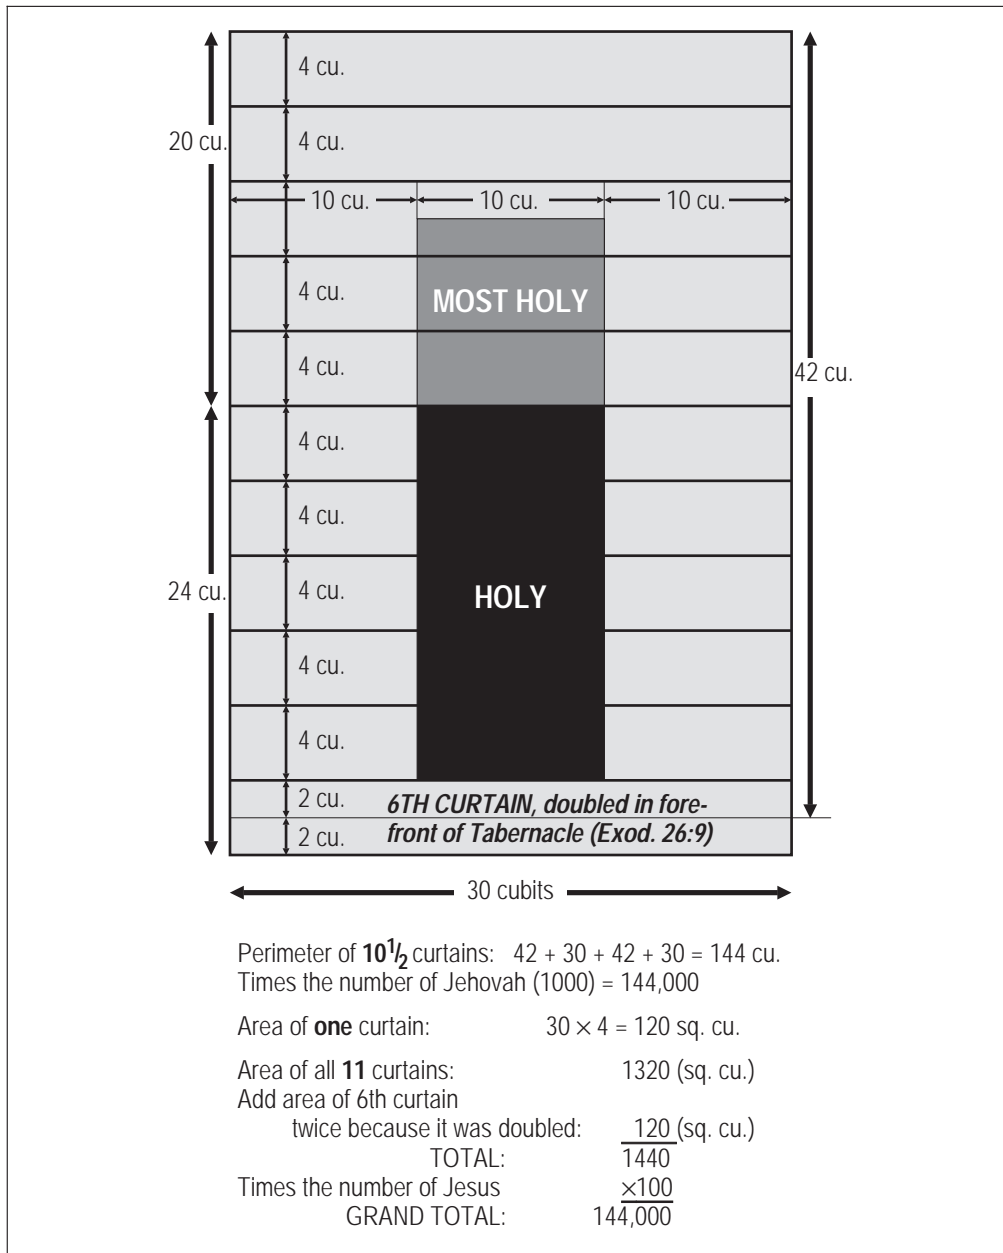 4 cu.
20 cu.
4 cu.
10 cu.
10 cu.
10 cu.
4 cu.
MOST HOLY
4 cu.
42 cu.
4 cu.
4 cu.
24 cu.
4 cu.
HOLY
4 cu.
4 cu.
2 cu.
6TH CURTAIN, doubled in fore-
2 cu.
front of Tabernacle (Exod. 26:9)
30 cubits
Perimeter of 10½ curtains: 42 + 30 + 42 + 30 = 144 cu.
Times the number of Jehovah (1000) = 144,000
Area of one curtain: 30 × 4 = 120 sq. cu.
Area of all 11 curtains: 1320 (sq. cu.)
Add area of 6th curtain
twice because it was doubled: 120 (sq. cu.)
TOTAL: 1440
Times the number of Jesus ×100
GRAND TOTAL: 144,000